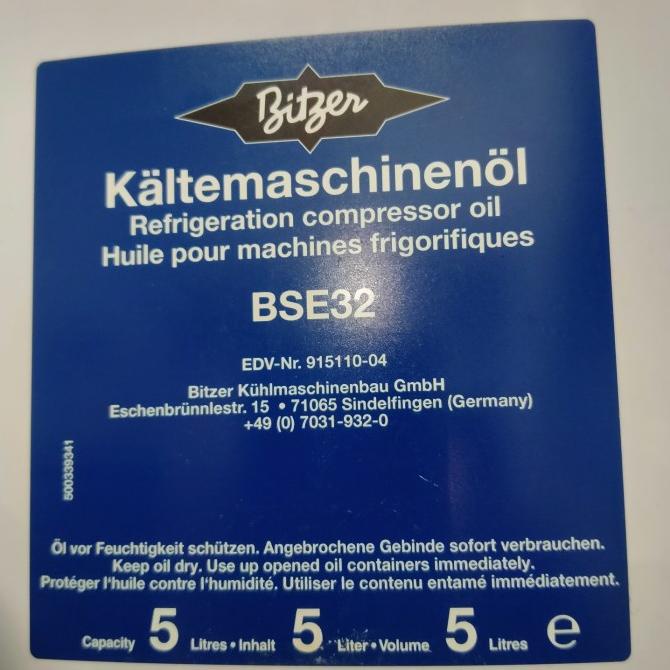 Bitzer
Kältemaschinenöl
Refrigeration compressor oil
Huile pour machines frigorifiques
BSE32
EDV-Nr. 915110-04
Bitzer Kühlmaschinenbau GmbH
Eschenbrünnlestr. 15 • 71065 Sindelfingen (Germany)
+49 (0) 7031-932-0
500339341
Öl vor Feuchtigkeit schützen. Angebrochene Gebinde sofort verbrauchen.
Keep oil dry. Use up opened oil containers immediately.
Protéger l'huile contre l'humidité. Utiliser le contenu entamé immédiatement.
Capacity 5 Litres • Inhalt 5 Liter • Volume 5 Litres ℮